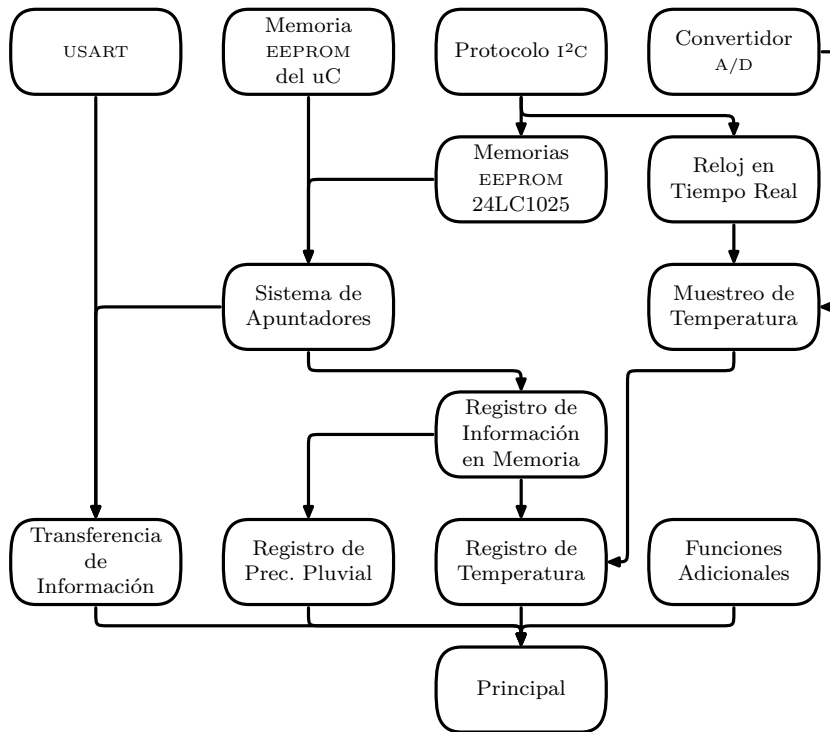 USART
Memoria
EEPROM
del uC
Protocolo I²C
Convertidor
A/D
Memorias
EEPROM
24LC1025
Reloj en
Tiempo Real
Sistema de
Apuntadores
Muestreo de
Temperatura
Registro de
Información
en Memoria
Transferencia
de
Información
Registro de
Prec. Pluvial
Registro de
Temperatura
Funciones
Adicionales
Principal